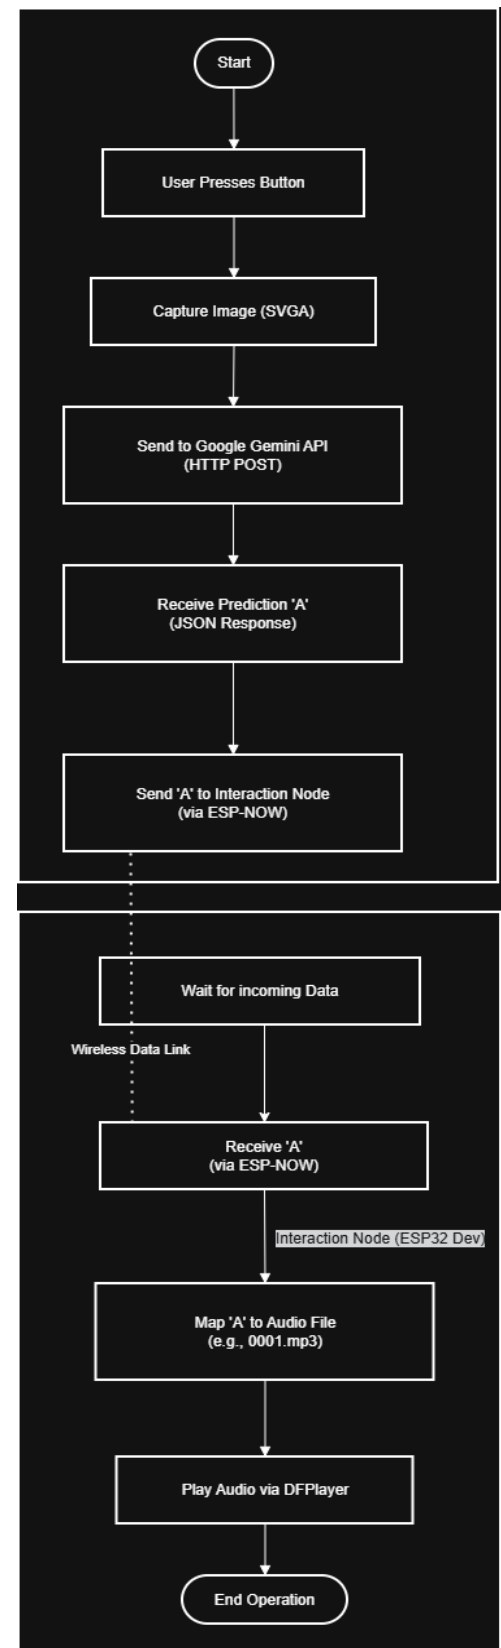 Start
User Presses Button
Capture Image (SVGA)
Send to Google Gemini API
(HTTP POST)
Receive Prediction 'A'
(JSON Response)
Send 'A' to Interaction Node
(via ESP-NOW)
Wait for incoming Data
Wireless Data Link
Receive 'A'
(via ESP-NOW)
Interaction Node (ESP32 Dev)
Map 'A' to Audio File
(e.g., 0001.mp3)
Play Audio via DFPlayer
End Operation